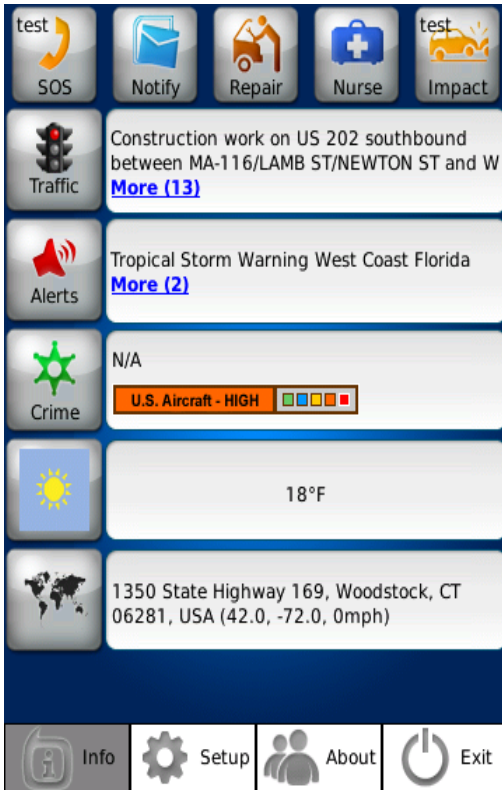 test
test
SOS
Notify
Repair
Nurse
Impact
Traffic
Construction work on US 202 southbound
between MA-116/LAMB ST/NEWTON ST and W
More (13)
Alerts
Tropical Storm Warning West Coast Florida
More (2)
Crime
N/A
U.S. Aircraft - HIGH
18°F
1350 State Highway 169, Woodstock, CT
06281, USA (42.0, -72.0, 0mph)
Info
Setup
About
Exit